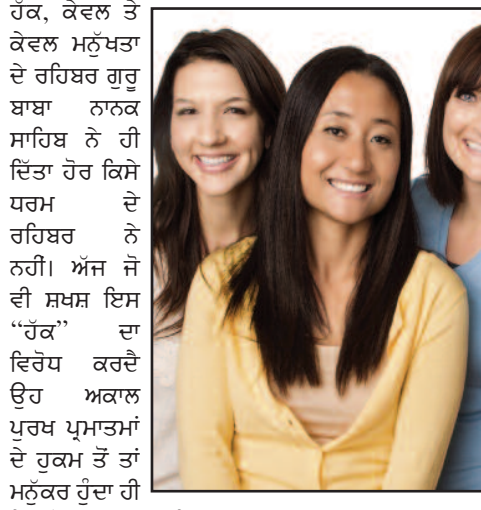 ਹੱਕ, ਕੇਵਲ ਤੇ
ਕੇਵਲ ਮਨੁੱਖਤਾ
ਦੇ ਰਹਿਬਰ ਗੁਰੂ
ਬਾਬਾ ਨਾਨਕ
ਸਾਹਿਬ ਨੇ ਹੀ
ਦਿੱਤਾ ਹੋਰ ਕਿਸੇ
ਧਰਮ ਦੇ
ਰਹਿਬਰ ਨੇ
ਨਹੀਂ। ਅੱਜ ਜੋ
ਵੀ ਸ਼ਖਸ਼ ਇਸ
‘‘ਹੱਕ’’ ਦਾ
ਵਿਰੋਧ ਕਰਦੈ
ਉਹ ਅਕਾਲ
ਪੁਰਖ ਪ੍ਰਮਾਤਮਾਂ
ਦੇ ਹੁਕਮ ਤੋਂ ਤਾਂ
ਮਨੁੱਕਰ ਹੁੰਦਾ ਹੀ